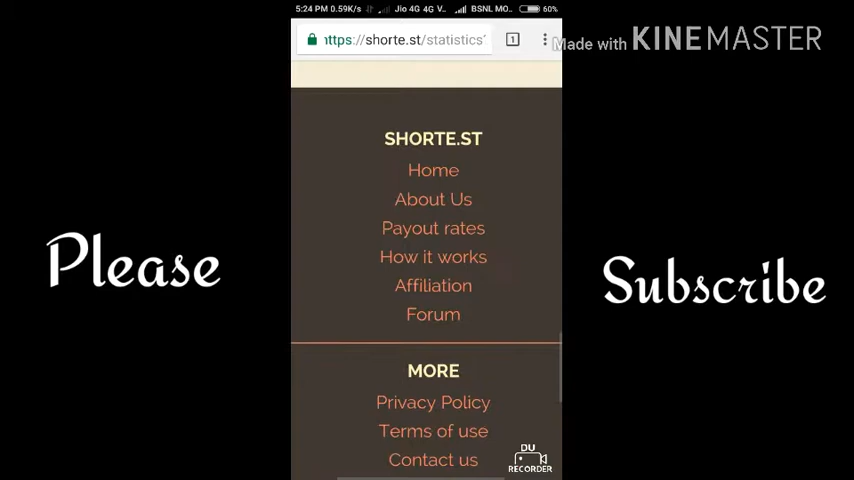 5:24 PM 0.59K/s Jio 4G 4G V.. BSNL MO.. 60%
https://shorte.st/statistics
1
Made with KINEMASTER
SHORTE.ST
Home
About Us
Payout rates
How it works
Affiliation
Forum
Please
Subscribe
MORE
Privacy Policy
Terms of use
Contact us
DU
RECORDER